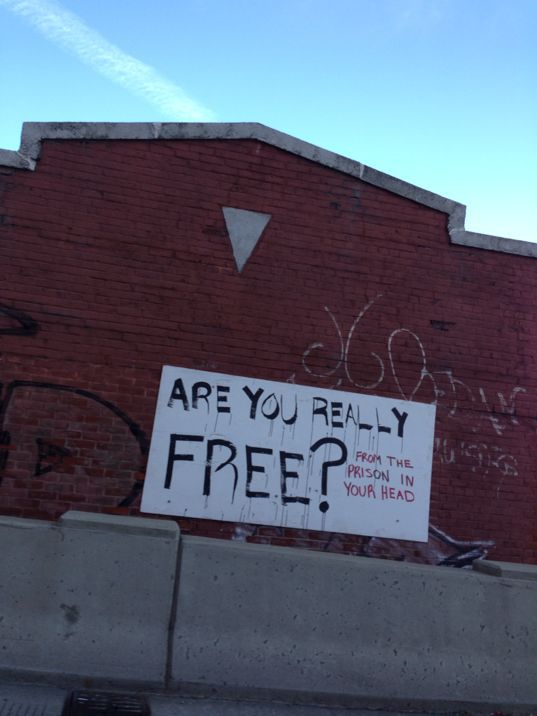 ARE YOU REALLY
FREE?
FROM THE
PRISON IN
YOUR HEAD